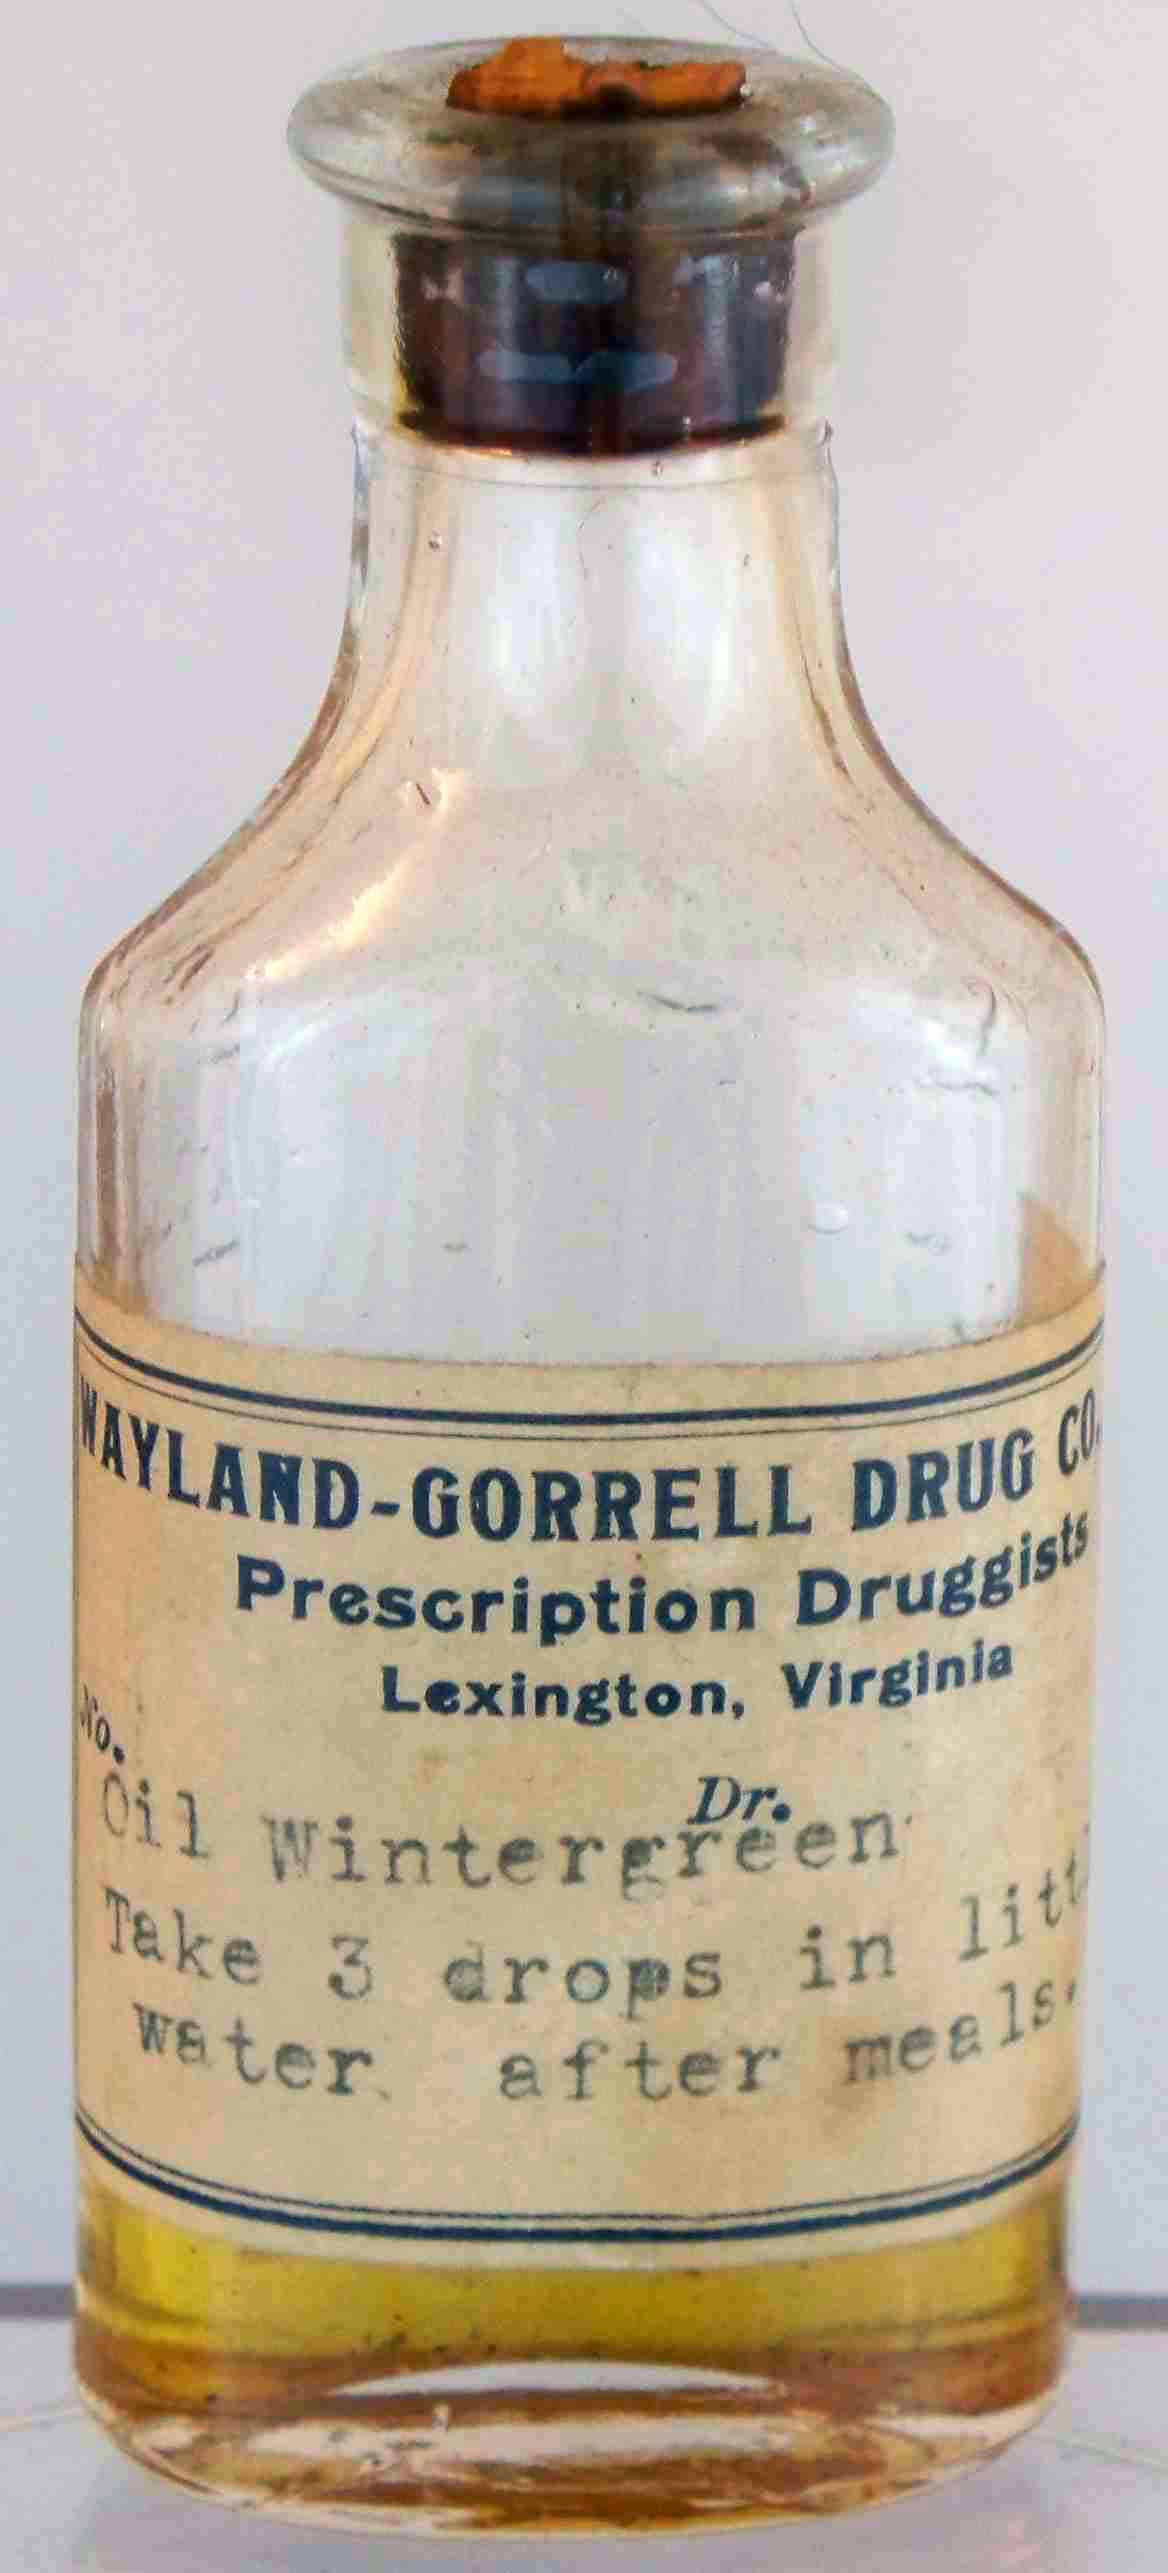 WAYLAND-GORRELL DRUG CO.
Prescription Druggists
Lexington, Virginia
No.
Dr.
Oil Wintergreen
Take 3 drops in litt
water after meals.